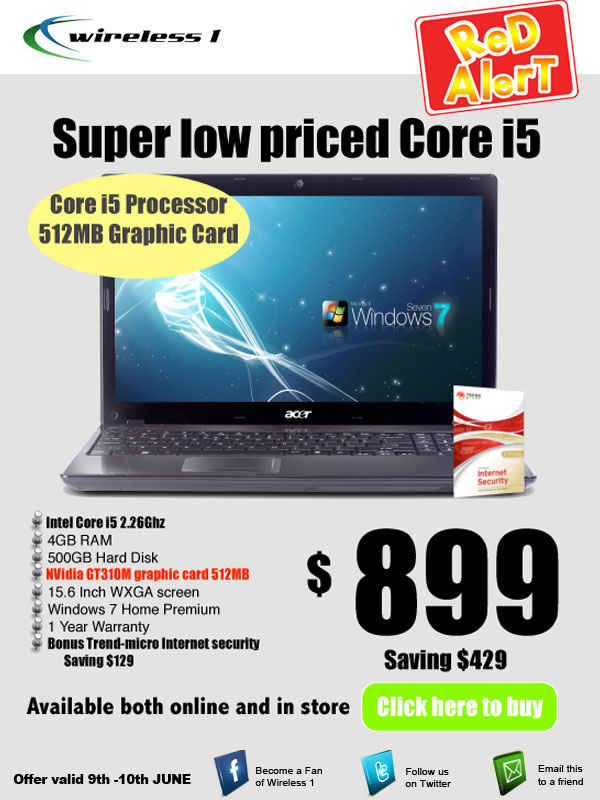 wireless 1
ReD
AlerT
Super low priced Core i5
Core i5 Processor
512MB Graphic Card
Microsoft
Windows 7
Seven
acer
TREND
MICRO
Internet
Security
Intel Core i5 2.26Ghz
4GB RAM
500GB Hard Disk
NVidia GT310M graphic card 512MB
15.6 Inch WXGA screen
Windows 7 Home Premium
1 Year Warranty
Bonus Trend-micro Internet security
Saving $129
$ 899
Saving $429
Available both online and in store
Click here to buy
Offer valid 9th -10th JUNE
Become a Fan
of Wireless 1
Follow us
on Twitter
Email this
to a friend